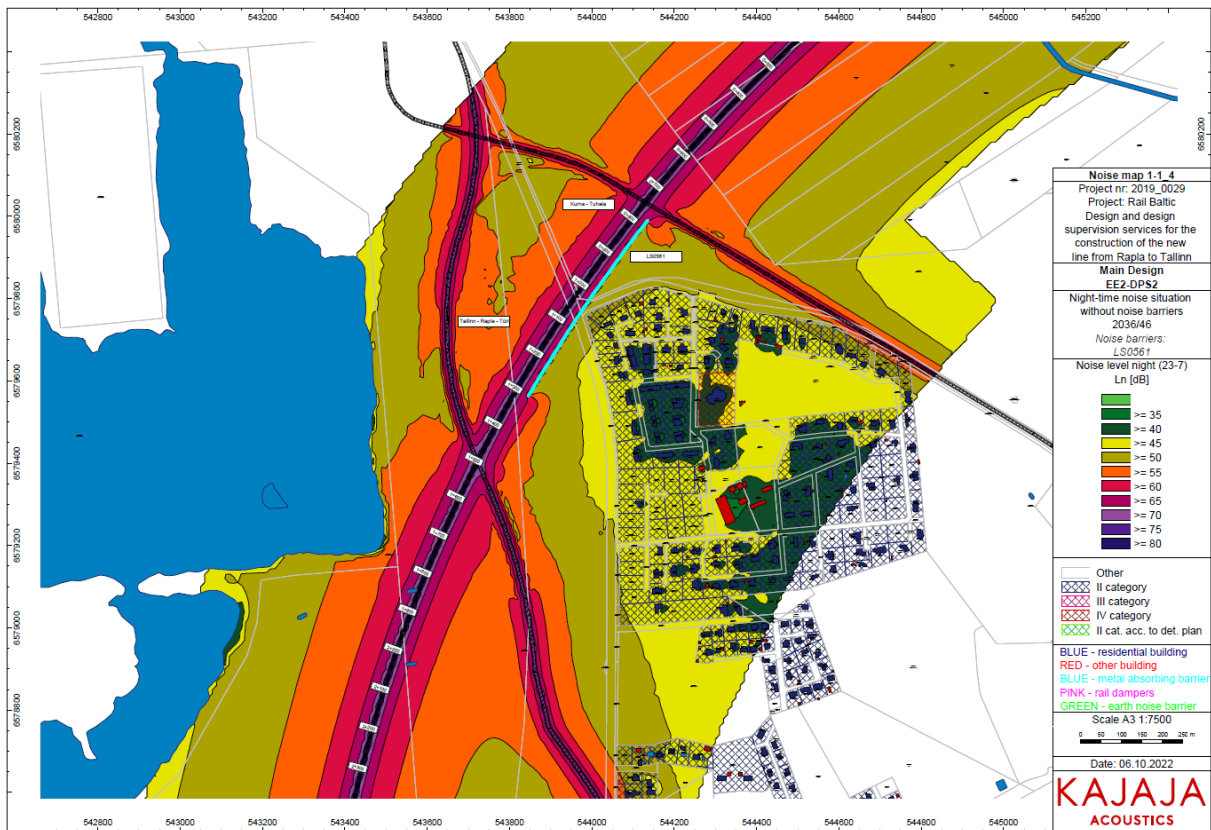 542800 543000 543200 543400 543600 543800 544000 544200 544400 544600 544800 545000 545200
6580200
6580000
6579800
6579600
6579400
6579200
6579000
6578800
6580200
Kurna - Tuhala
LS0561
Tallinn - Rapla - Türi
Noise map 1-1_4
Project nr: 2019_0029
Project: Rail Baltic
Design and design
supervision services for the
construction of the new
line from Rapla to Tallinn
Main Design
EE2-DPS2
Night-time noise situation
without noise barriers
2036/46
Noise barriers:
LS0561
Noise level night (23-7)
Ln [dB]
>= 35
>= 40
>= 45
>= 50
>= 55
>= 60
>= 65
>= 70
>= 75
>= 80
Other
II category
III category
IV category
II cat. acc. to det. plan
BLUE - residential building
RED - other building
BLUE - metal absorbing barrier
PINK - rail dampers
GREEN - earth noise barrier
Scale A3 1:7500
0 50 100 150 200 250 m
Date: 06.10.2022
KAJAJA
ACOUSTICS
542800 543000 543200 543400 543600 543800 544000 544200 544400 544600 544800 545000 545200